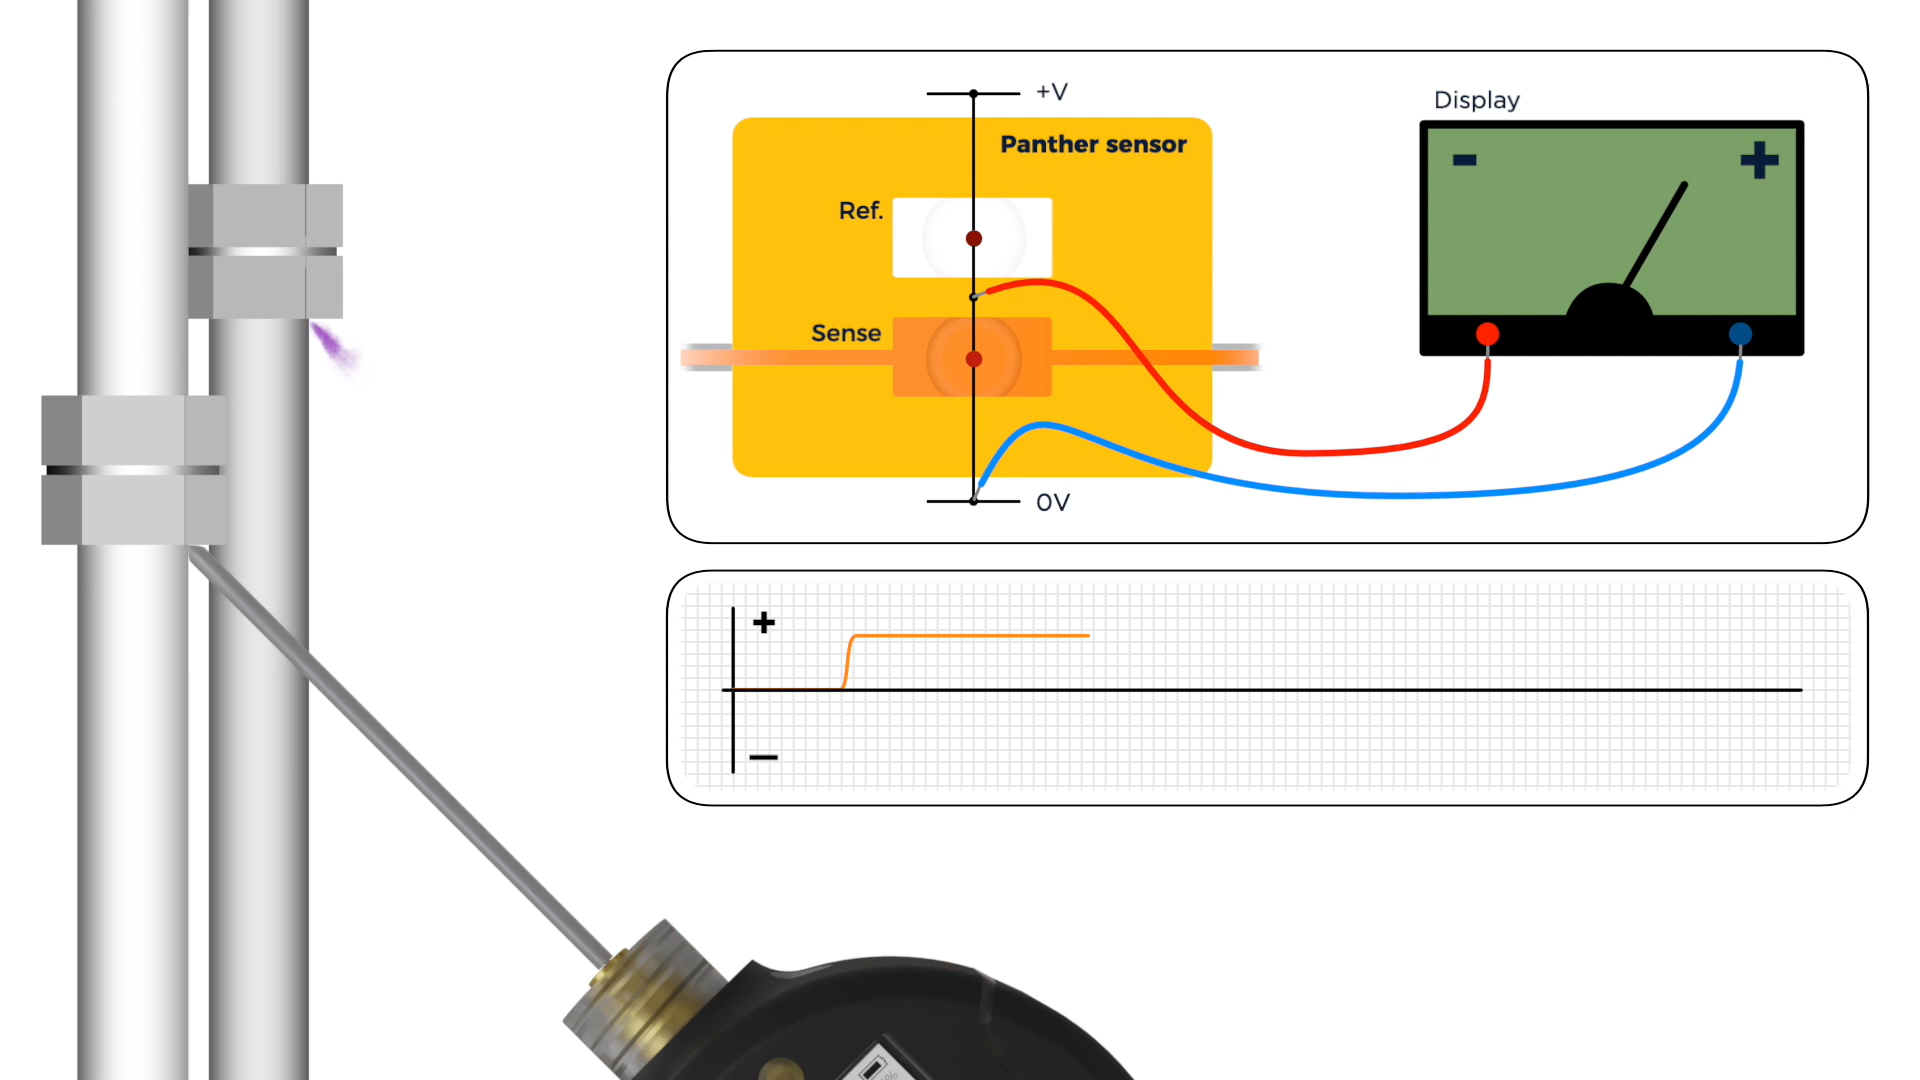 +V
Display
Panther sensor
- +
Ref.
Sense
0V
+
−
%